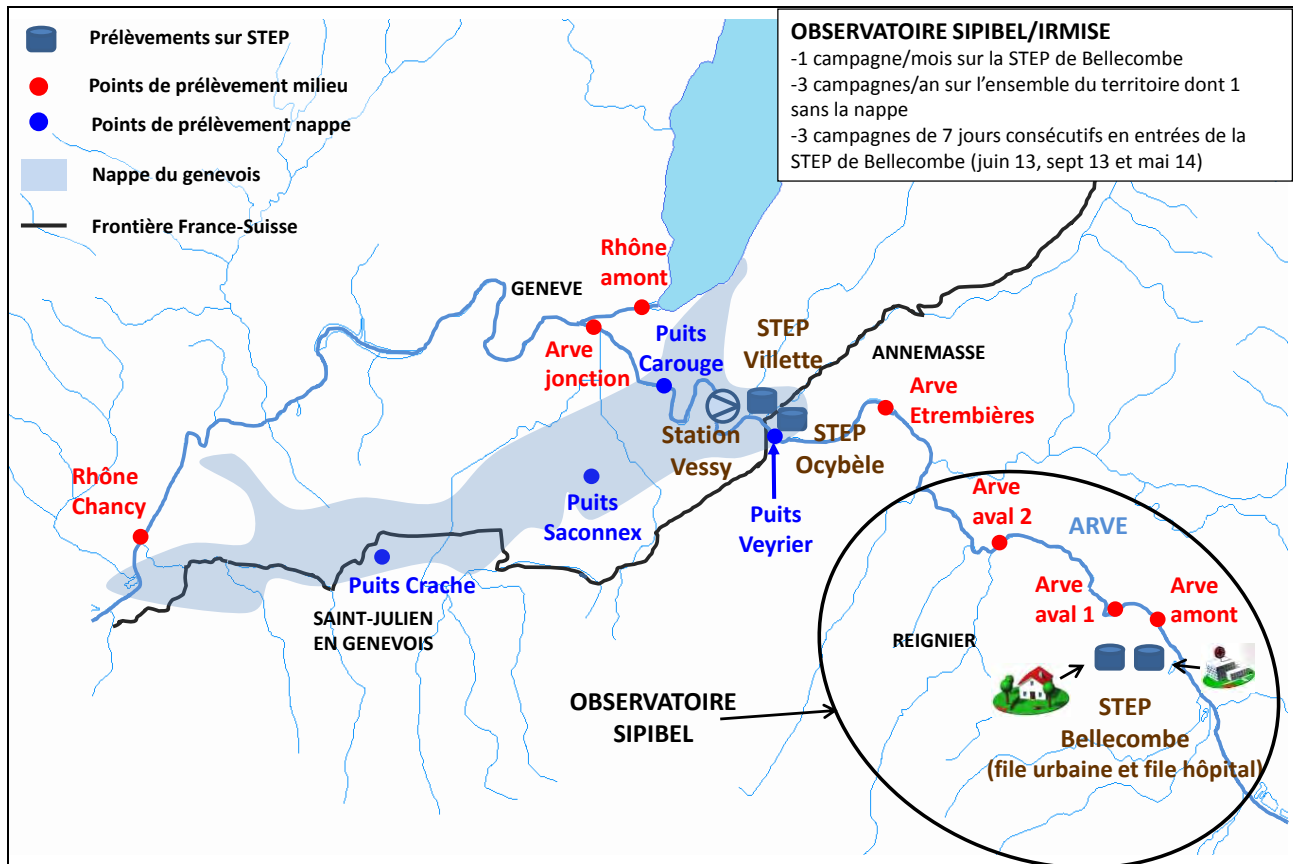 Prélèvements sur STEP
Points de prélèvement milieu
Points de prélèvement nappe
Nappe du genevois
Frontière France-Suisse
OBSERVATOIRE SIPIBEL/IRMISE
-1 campagne/mois sur la STEP de Bellecombe
-3 campagnes/an sur l'ensemble du territoire dont 1
sans la nappe
-3 campagnes de 7 jours consécutifs en entrées de la
STEP de Bellecombe (juin 13, sept 13 et mai 14)
Rhône
amont
GENEVE
Arve
jonction
Puits
Carouge
STEP
Villette
ANNEMASSE
Arve
Etrembières
Station
Vessy
STEP
Ocybèle
Rhône
Chancy
Puits
Saconnex
Puits
Veyrier
Puits Crache
SAINT-JULIEN
EN GENEVOIS
Arve
aval 2
ARVE
Arve
aval 1
Arve
amont
REIGNIER
OBSERVATOIRE
SIPIBEL
STEP
Bellecombe
(file urbaine et file hôpital)